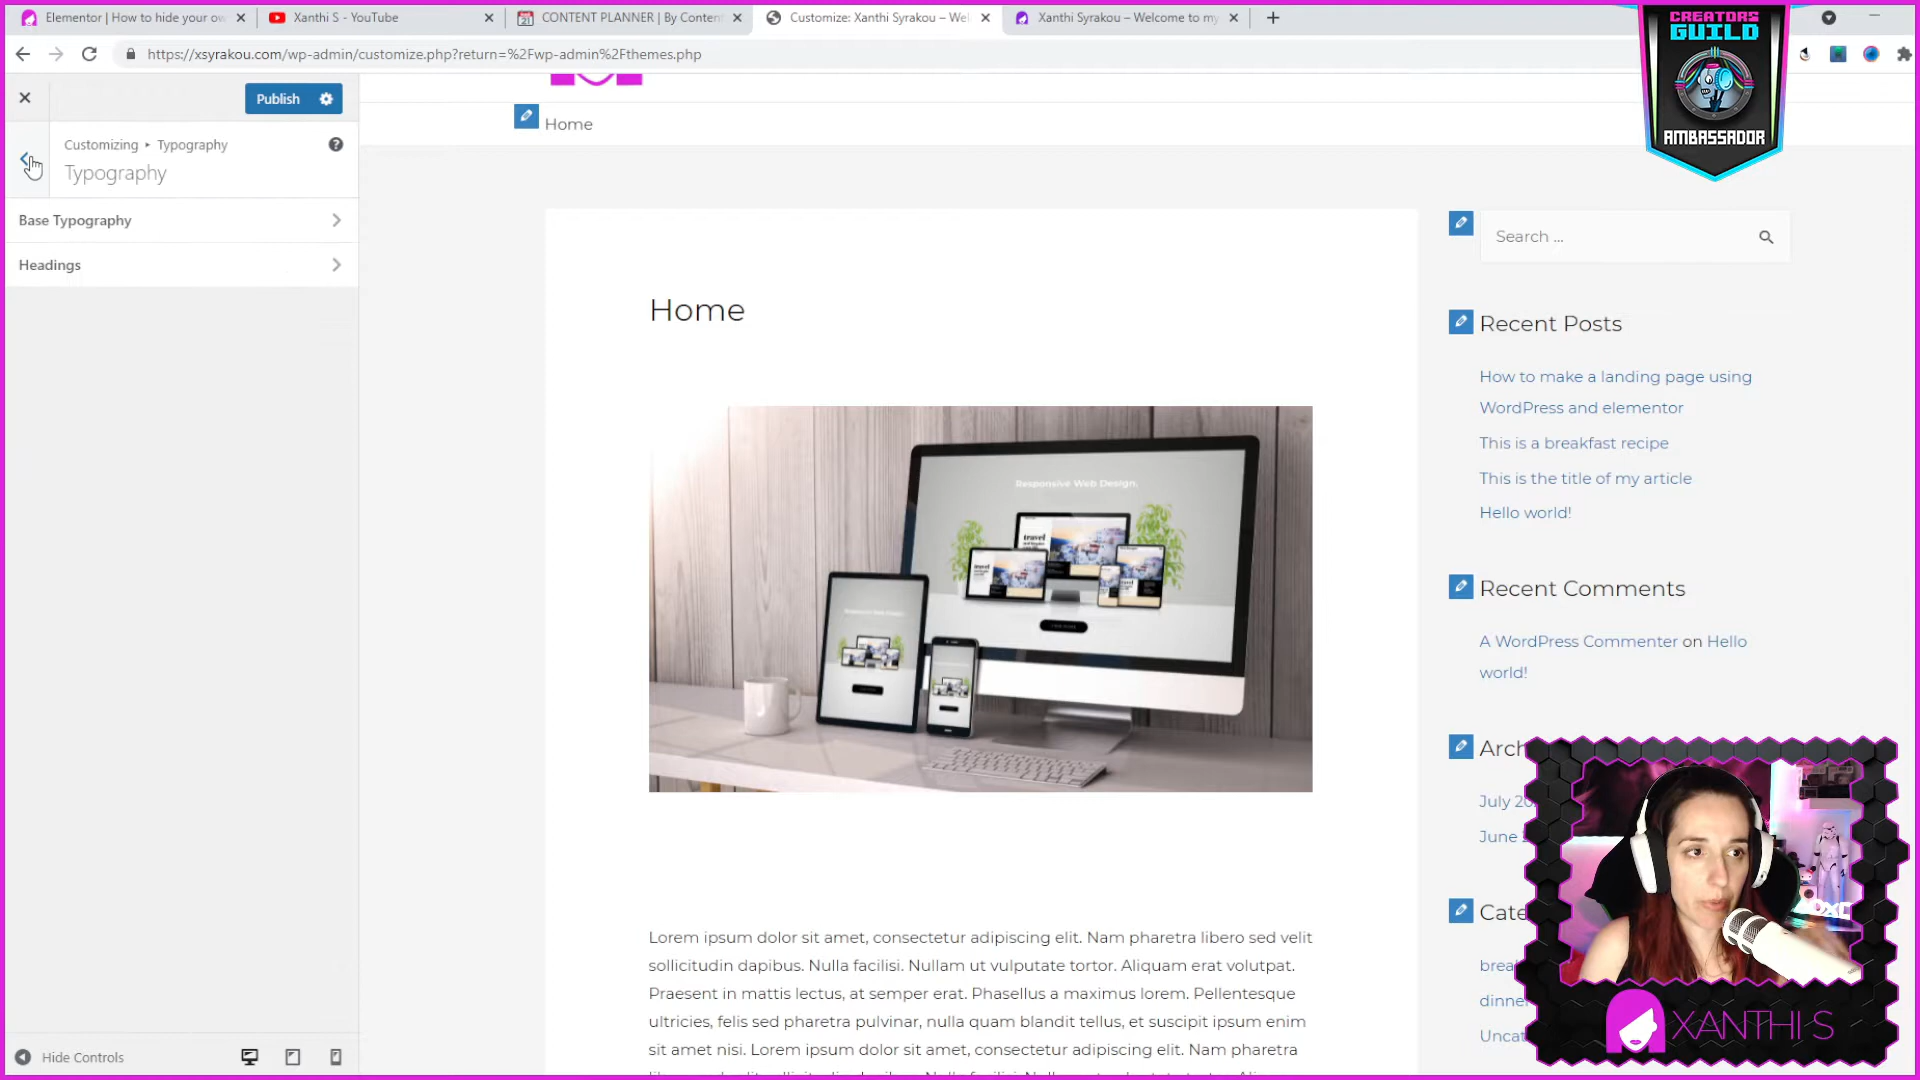 Elementor | How to hide your ow
Xanthi S - YouTube
CONTENT PLANNER | By Conten
Customize: Xanthi Syrakou – Wel
Xanthi Syrakou – Welcome to my
https://xsyrakou.com/wp-admin/customize.php?return=%2Fwp-admin%2Fthemes.php
CREATORS
GUILD
AMBASSADOR
Publish
Customizing ▸ Typography
Typography
Base Typography
Headings
Hide Controls
Home
Home
Responsive Web Design.
travel
travel
Lorem ipsum dolor sit amet, consectetur adipiscing elit. Nam pharetra libero sed velit
sollicitudin dapibus. Nulla facilisi. Nullam ut vulputate tortor. Aliquam erat volutpat.
Praesent in mattis lectus, at semper erat. Phasellus a maximus lorem. Pellentesque
ultricies, felis sed pharetra pulvinar, nulla quam blandit tellus, et suscipit ipsum enim
sit amet nisi. Lorem ipsum dolor sit amet, consectetur adipiscing elit. Nam pharetra
Search ...
Recent Posts
How to make a landing page using
WordPress and elementor
This is a breakfast recipe
This is the title of my article
Hello world!
Recent Comments
A WordPress Commenter on Hello
world!
Arch
July 20
June
Cate
brea
dinne
Uncat
XANTHI S